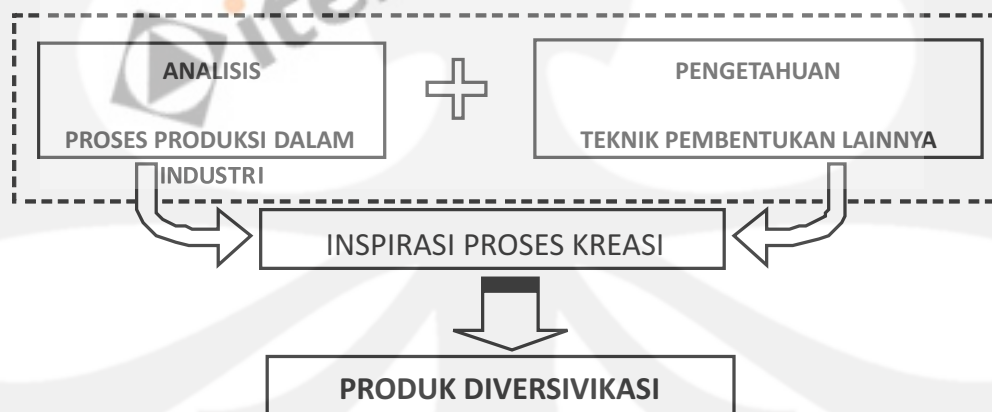 ANALISIS
PROSES PRODUKSI DALAM
INDUSTRI
PENGETAHUAN
TEKNIK PEMBENTUKAN LAINNYA
INSPIRASI PROSES KREASI
PRODUK DIVERSIVIKASI